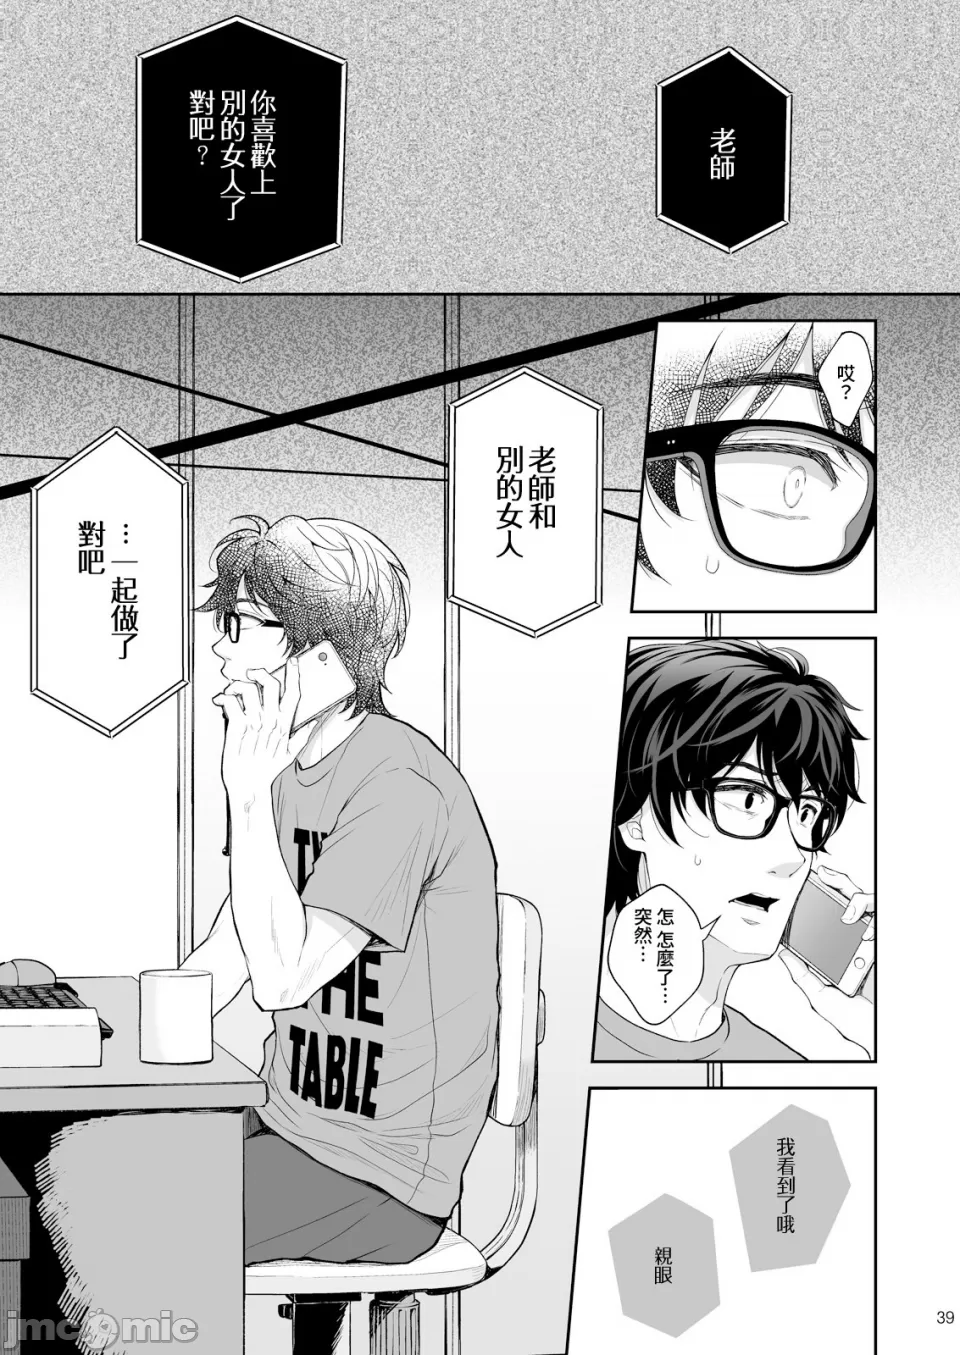 老師
你喜歡上
別的女人了
對吧？
哎？
老師和
別的女人
…一起做了
對吧
怎 怎麼了…
突然…
TU
THE
TABLE
我看到了哦
親眼
39
jmcomic